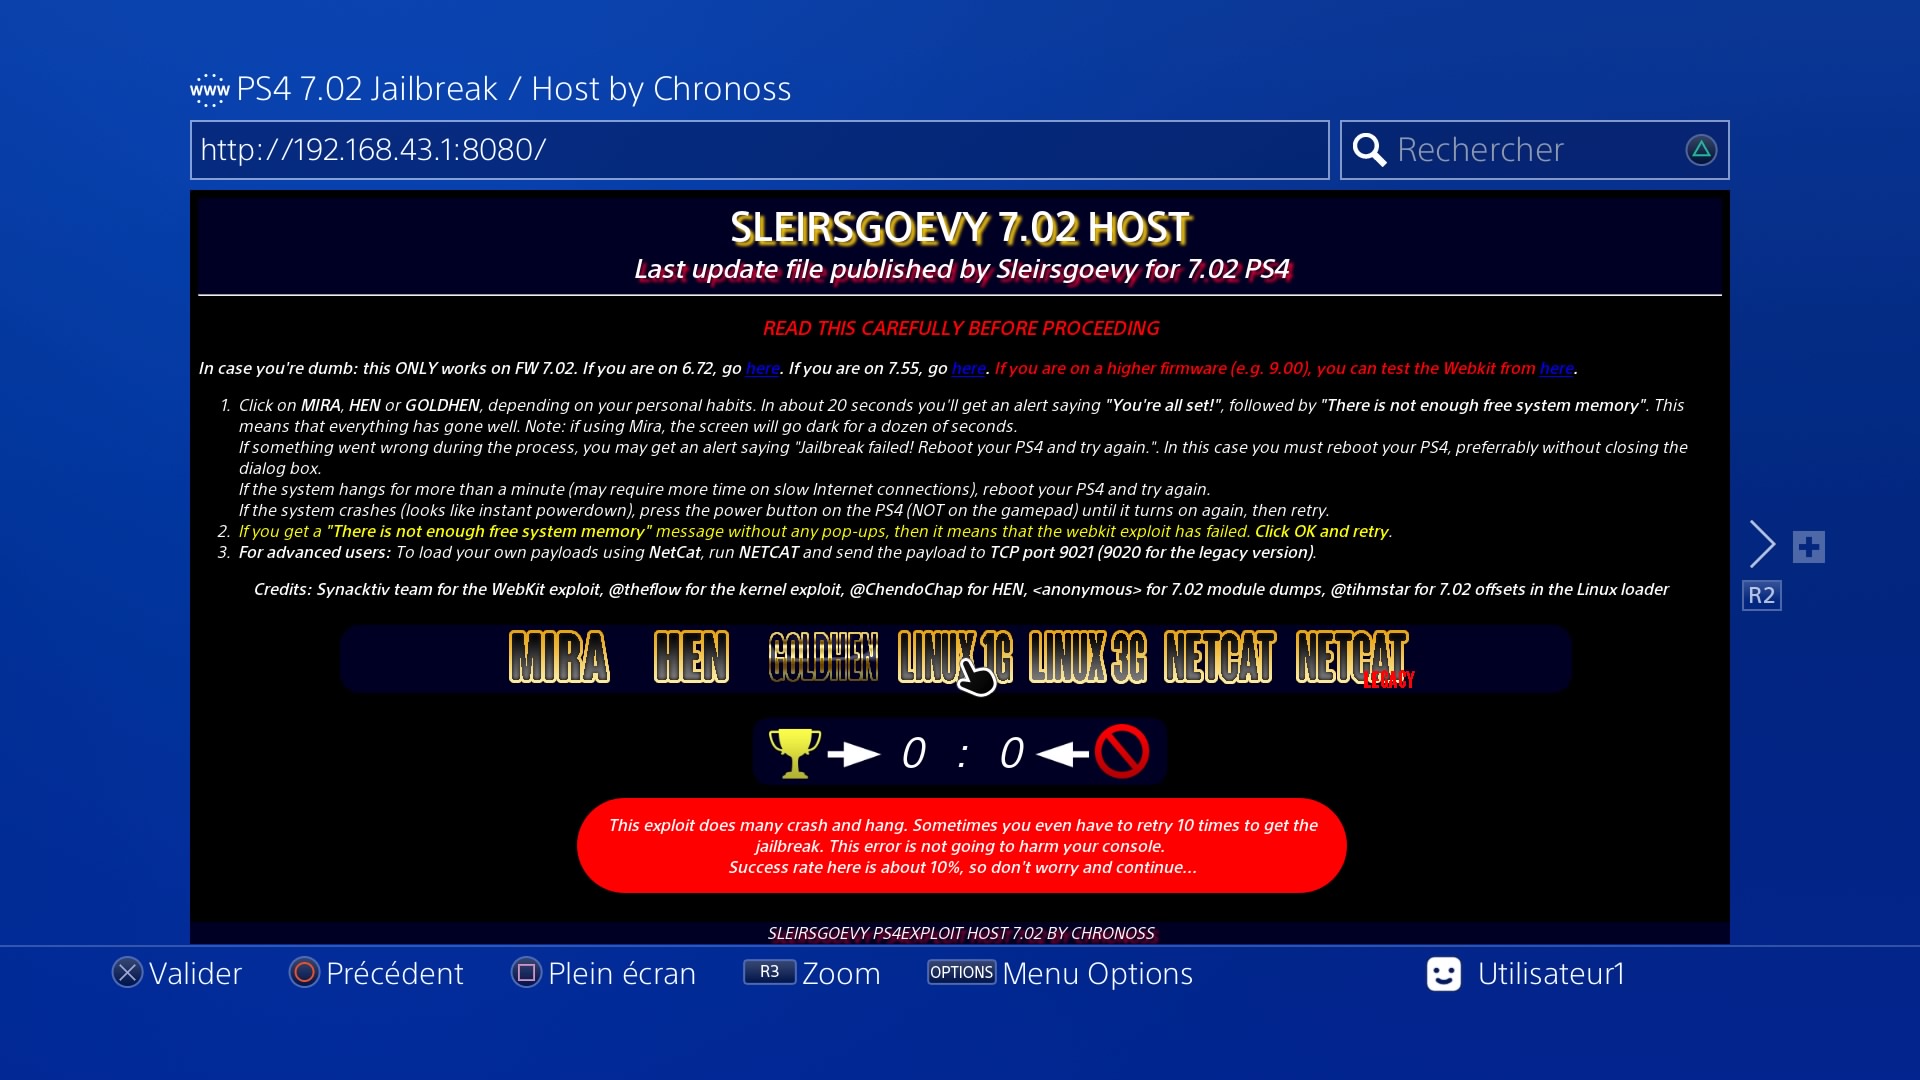 www PS4 7.02 Jailbreak / Host by Chronoss
http://192.168.43.1:8080/
Rechercher
SLEIRSGOEVY 7.02 HOST
Last update file published by Sleirsgoevy for 7.02 PS4
READ THIS CAREFULLY BEFORE PROCEEDING
In case you're dumb: this ONLY works on FW 7.02. If you are on 6.72, go here. If you are on 7.55, go here. If you are on a higher firmware (e.g. 9.00), you can test the Webkit from here.
1. Click on MIRA, HEN or GOLDHEN, depending on your personal habits. In about 20 seconds you'll get an alert saying "You're all set!", followed by "There is not enough free system memory". This
means that everything has gone well. Note: if using Mira, the screen will go dark for a dozen of seconds.
If something went wrong during the process, you may get an alert saying "Jailbreak failed! Reboot your PS4 and try again.". In this case you must reboot your PS4, preferrably without closing the
dialog box.
If the system hangs for more than a minute (may require more time on slow Internet connections), reboot your PS4 and try again.
If the system crashes (looks like instant powerdown), press the power button on the PS4 (NOT on the gamepad) until it turns on again, then retry.
2. If you get a "There is not enough free system memory" message without any pop-ups, then it means that the webkit exploit has failed. Click OK and retry.
3. For advanced users: To load your own payloads using NetCat, run NETCAT and send the payload to TCP port 9021 (9020 for the legacy version).
Credits: Synacktiv team for the WebKit exploit, @theflow for the kernel exploit, @ChendoChap for HEN, <anonymous> for 7.02 module dumps, @tihmstar for 7.02 offsets in the Linux loader
R2
MIRA HEN GOLDHEN LINUX 1G LINUX 3G NETCAT NETCAT
LEGACY
0 : 0
This exploit does many crash and hang. Sometimes you even have to retry 10 times to get the
jailbreak. This error is not going to harm your console.
Success rate here is about 10%, so don't worry and continue...
SLEIRSGOEVY PS4EXPLOIT HOST 7.02 BY CHRONOSS
Valider Précédent Plein écran R3 Zoom OPTIONS Menu Options Utilisateur1